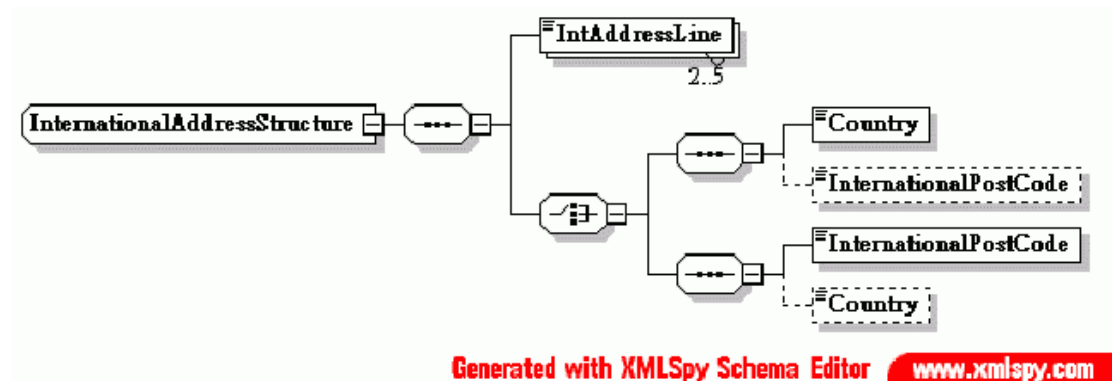 IntAddressLine
2..5
InternationalAddressStructure
Country
InternationalPostCode
InternationalPostCode
Country
Generated with XMLSpy Schema Editor www.xmlspy.com